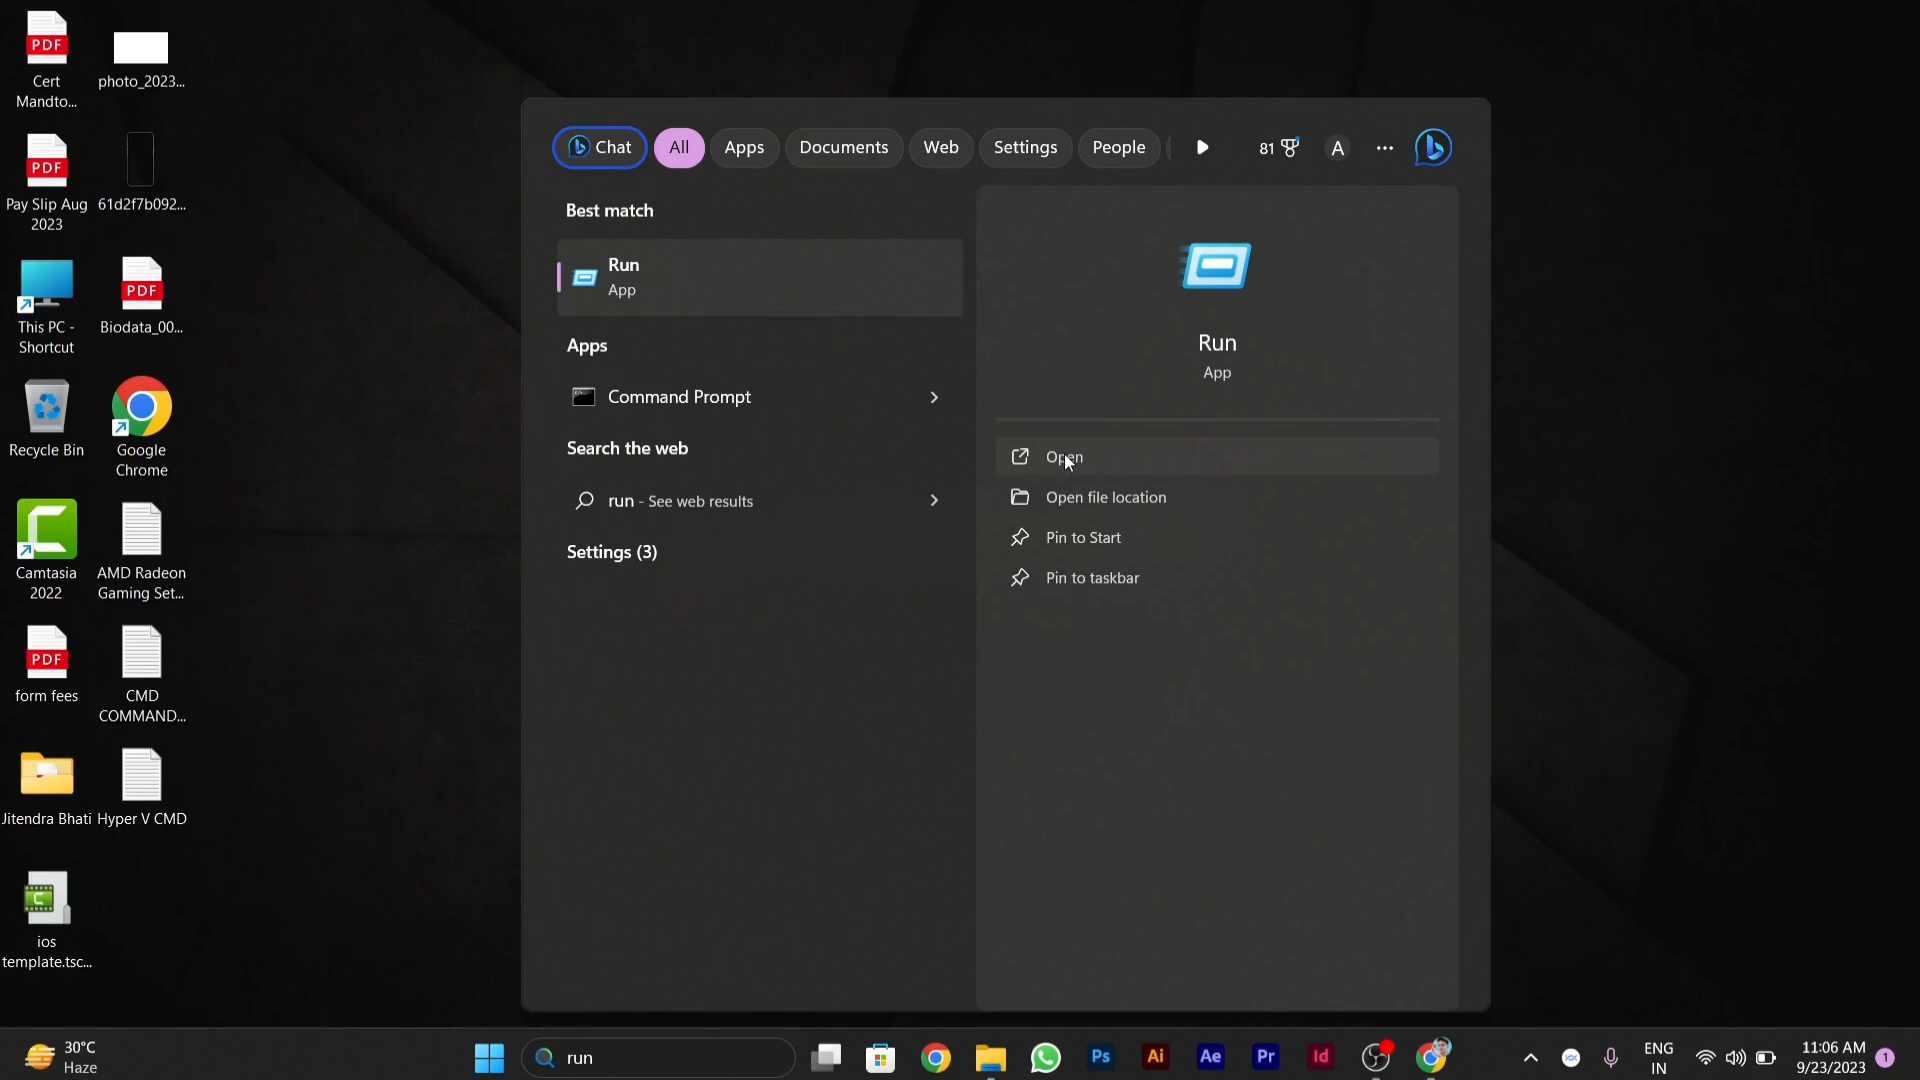 PDF
Cert
Mandto...
photo_2023...
PDF
Pay Slip Aug
2023
61d2f7b092...
This PC -
Shortcut
PDF
Biodata_00...
Recycle Bin
Google
Chrome
Camtasia
2022
AMD Radeon
Gaming Set...
PDF
form fees
CMD
COMMAND...
Jitendra Bhati
Hyper V CMD
ios
template.tsc...
Chat
All
Apps
Documents
Web
Settings
People
81
A
Best match
Run
App
Apps
Command Prompt
Search the web
run - See web results
Settings (3)
Run
App
Open
Open file location
Pin to Start
Pin to taskbar
30°C
Haze
run
Ps
Ai
Ae
Pr
Id
ENG
IN
11:06 AM
9/23/2023
1